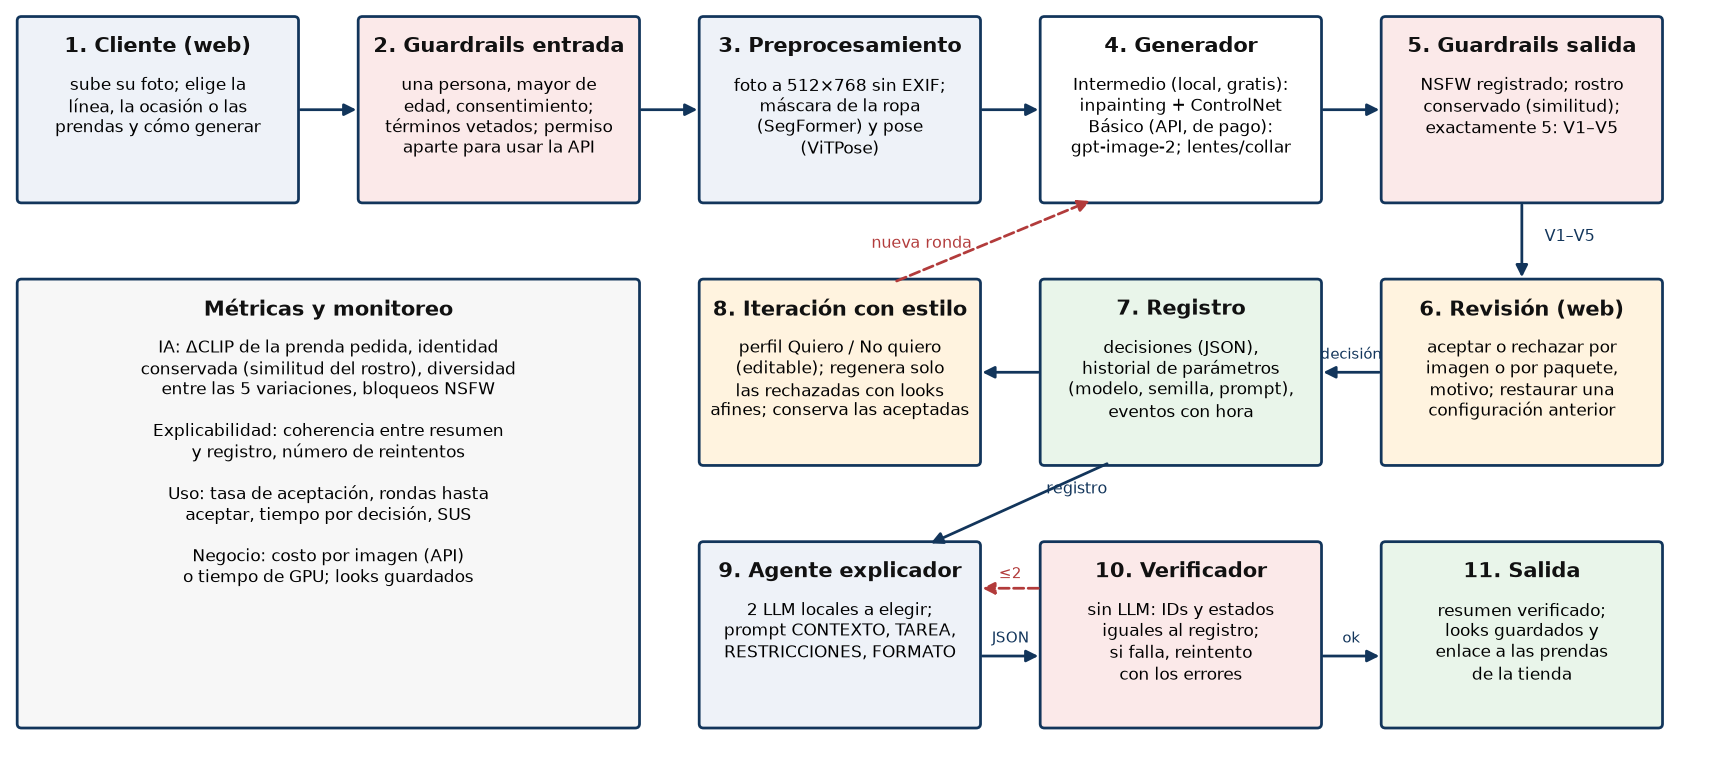 1. Cliente (web)
sube su foto; elige la
línea, la ocasión o las
prendas y cómo generar
2. Guardrails entrada
una persona, mayor de
edad, consentimiento;
términos vetados; permiso
aparte para usar la API
3. Preprocesamiento
foto a 512×768 sin EXIF;
máscara de la ropa
(SegFormer) y pose
(ViTPose)
4. Generador
Intermedio (local, gratis):
inpainting + ControlNet
Básico (API, de pago):
gpt-image-2; lentes/collar
5. Guardrails salida
NSFW registrado; rostro
conservado (similitud);
exactamente 5: V1–V5
nueva ronda
V1–V5
Métricas y monitoreo
IA: ΔCLIP de la prenda pedida, identidad
conservada (similitud del rostro), diversidad
entre las 5 variaciones, bloqueos NSFW
Explicabilidad: coherencia entre resumen
y registro, número de reintentos
Uso: tasa de aceptación, rondas hasta
aceptar, tiempo por decisión, SUS
Negocio: costo por imagen (API)
o tiempo de GPU; looks guardados
8. Iteración con estilo
perfil Quiero / No quiero
(editable); regenera solo
las rechazadas con looks
afines; conserva las aceptadas
7. Registro
decisiones (JSON),
historial de parámetros
(modelo, semilla, prompt),
eventos con hora
decisión
6. Revisión (web)
aceptar o rechazar por
imagen o por paquete,
motivo; restaurar una
configuración anterior
registro
9. Agente explicador
2 LLM locales a elegir;
prompt CONTEXTO, TAREA,
RESTRICCIONES, FORMATO
≤2
JSON
10. Verificador
sin LLM: IDs y estados
iguales al registro;
si falla, reintento
con los errores
ok
11. Salida
resumen verificado;
looks guardados y
enlace a las prendas
de la tienda